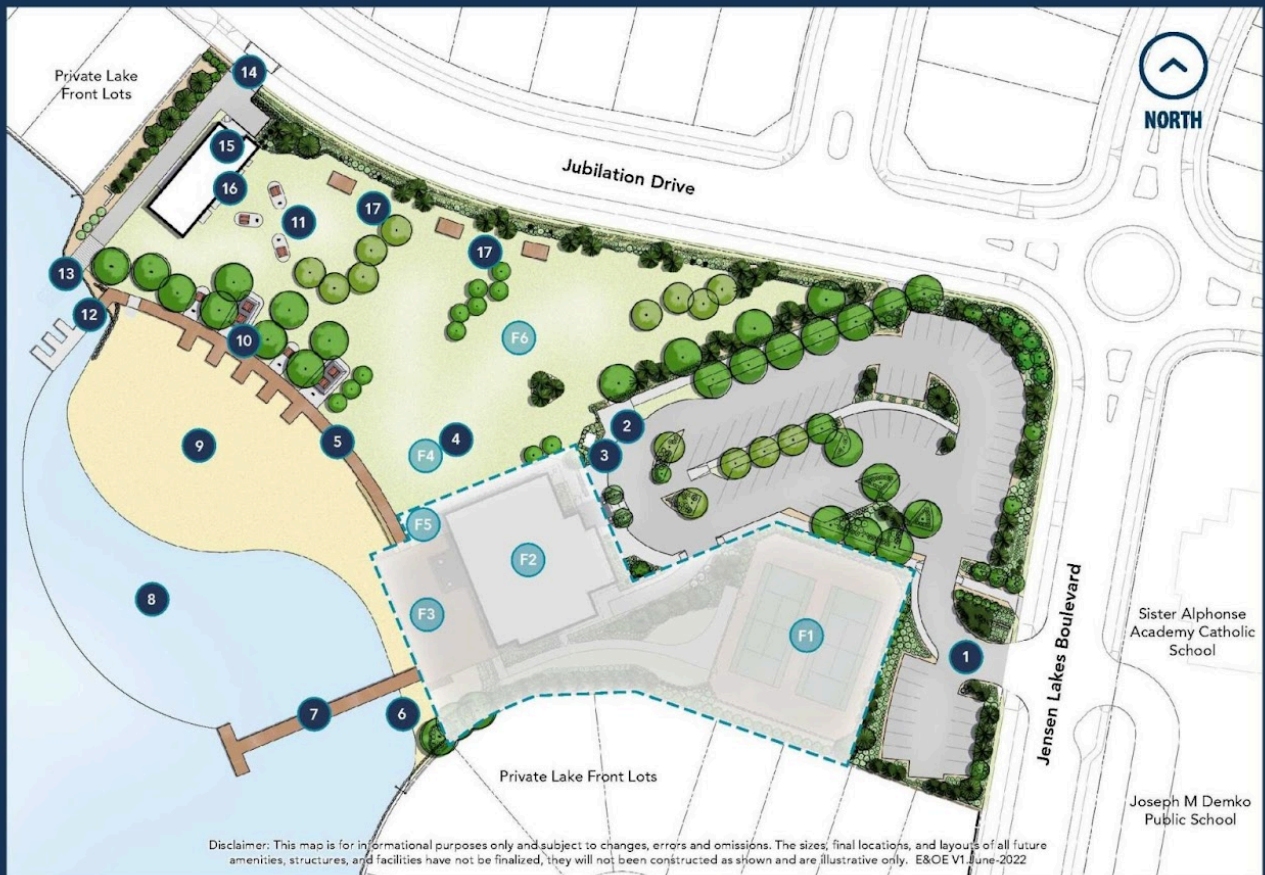 Private Lake
Front Lots
14
NORTH
15
Jubilation Drive
16
11
17
17
13
12
F6
10
2
9
5
F4
4
3
F5
F2
8
F3
F1
1
Jensen Lakes Boulevard
Sister Alphonse
Academy Catholic
School
7
6
Private Lake Front Lots
Joseph M Demko
Public School
Disclaimer: This map is for informational purposes only and subject to changes, errors and omissions. The sizes, final locations, and layouts of all future
amenities, structures, and facilities have not be finalized, they will not been constructed as shown and are illustrative only. E&OE V1.June-2022